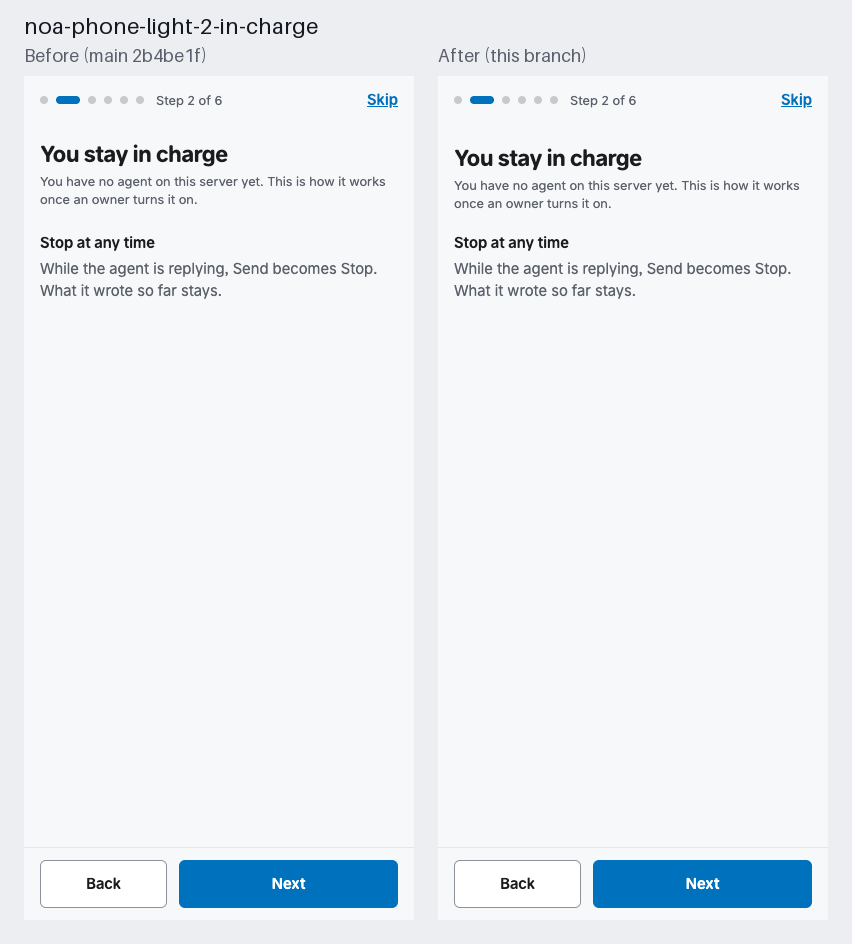 noa-phone-light-2-in-charge
Before (main 2b4be1f)
Step 2 of 6
Skip
You stay in charge
You have no agent on this server yet. This is how it works
once an owner turns it on.
Stop at any time
While the agent is replying, Send becomes Stop.
What it wrote so far stays.
Back
Next
After (this branch)
Step 2 of 6
Skip
You stay in charge
You have no agent on this server yet. This is how it works
once an owner turns it on.
Stop at any time
While the agent is replying, Send becomes Stop.
What it wrote so far stays.
Back
Next